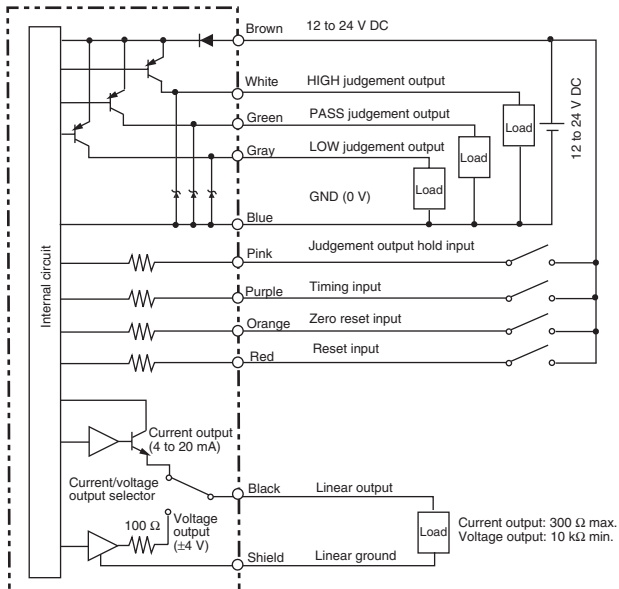 Brown 12 to 24 V DC
White HIGH judgement output
Green PASS judgement output
Gray LOW judgement output
Load
Load
Load
12 to 24 V DC
GND (0 V)
Blue
Internal circuit
Pink Judgement output hold input
Purple Timing input
Orange Zero reset input
Red Reset input
Current output
(4 to 20 mA)
Current/voltage
output selector
Black Linear output
100 Ω
Voltage
output
(±4 V)
Load
Current output: 300 Ω max.
Voltage output: 10 kΩ min.
Shield Linear ground